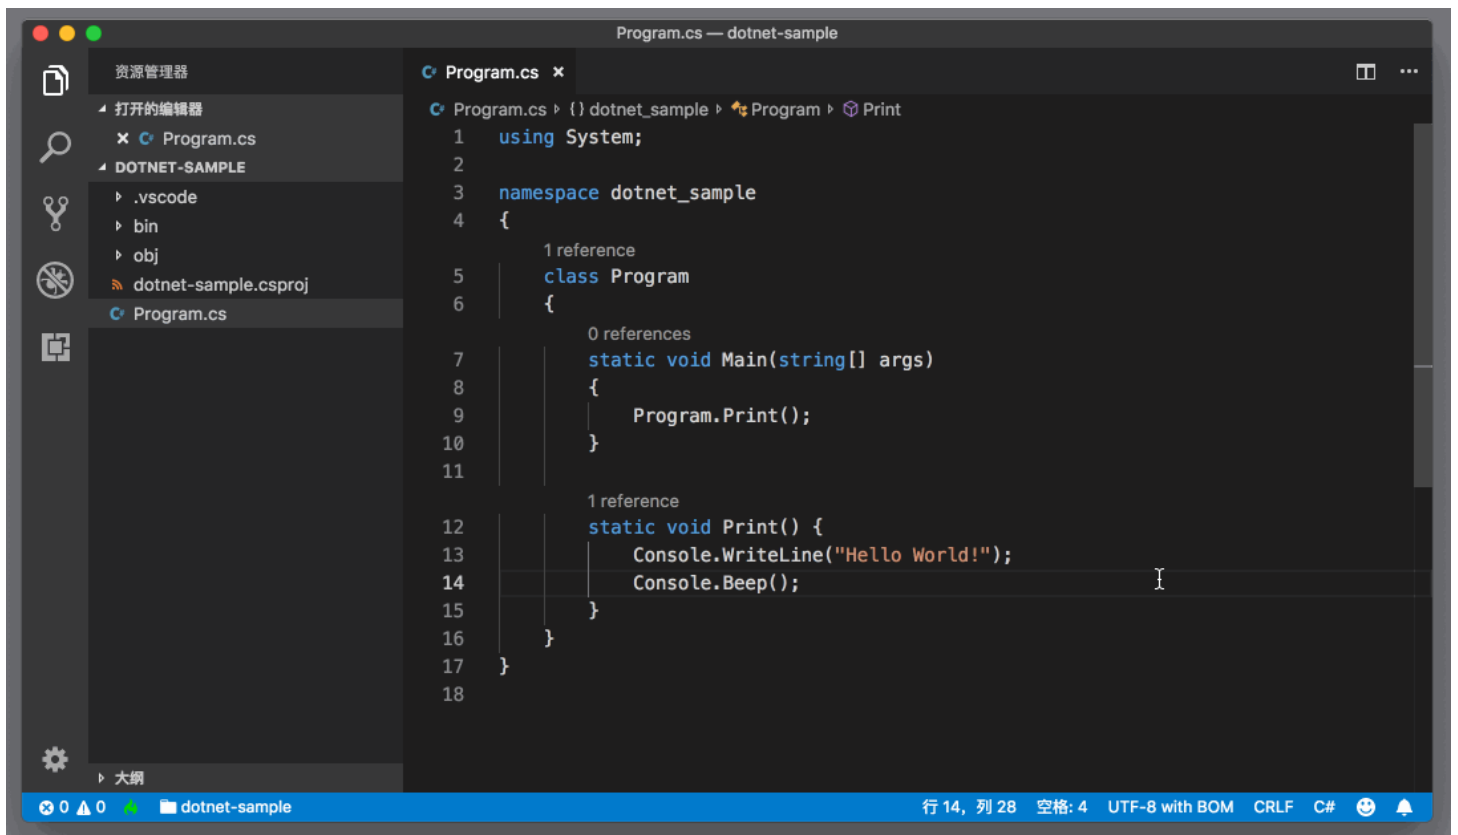 Program.cs — dotnet-sample
资源管理器
打开的编辑器
Program.cs
DOTNET-SAMPLE
.vscode
bin
obj
dotnet-sample.csproj
Program.cs
大纲
Program.cs
Program.cs {} dotnet_sample Program Print
1 using System;
2
3 namespace dotnet_sample
4 {
1 reference
5 class Program
6 {
0 references
7 static void Main(string[] args)
8 {
9 Program.Print();
10 }
11
1 reference
12 static void Print() {
13 Console.WriteLine("Hello World!");
14 Console.Beep();
15 }
16 }
17 }
18
0 0 dotnet-sample 行 14，列 28 空格: 4 UTF-8 with BOM CRLF C#